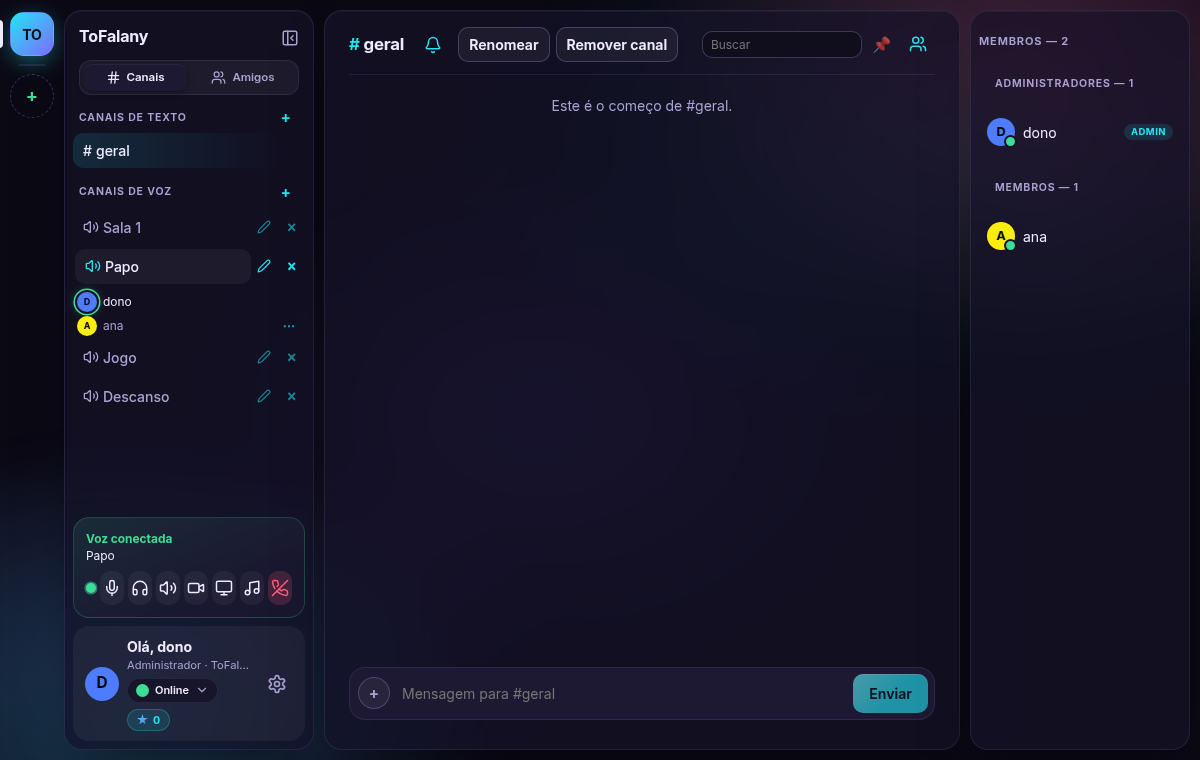 TO
+
ToFalany
Canais
Amigos
CANAIS DE TEXTO +
# geral
CANAIS DE VOZ +
Sala 1 ×
Papo ×
D dono
A ana ...
Jogo ×
Descanso ×
Voz conectada
Papo
D
Olá, dono
Administrador · ToFal...
Online
★ 0
# geral
Renomear
Remover canal
Buscar
Este é o começo de #geral.
+
Mensagem para #geral
Enviar
MEMBROS — 2
ADMINISTRADORES — 1
D dono ADMIN
MEMBROS — 1
A ana